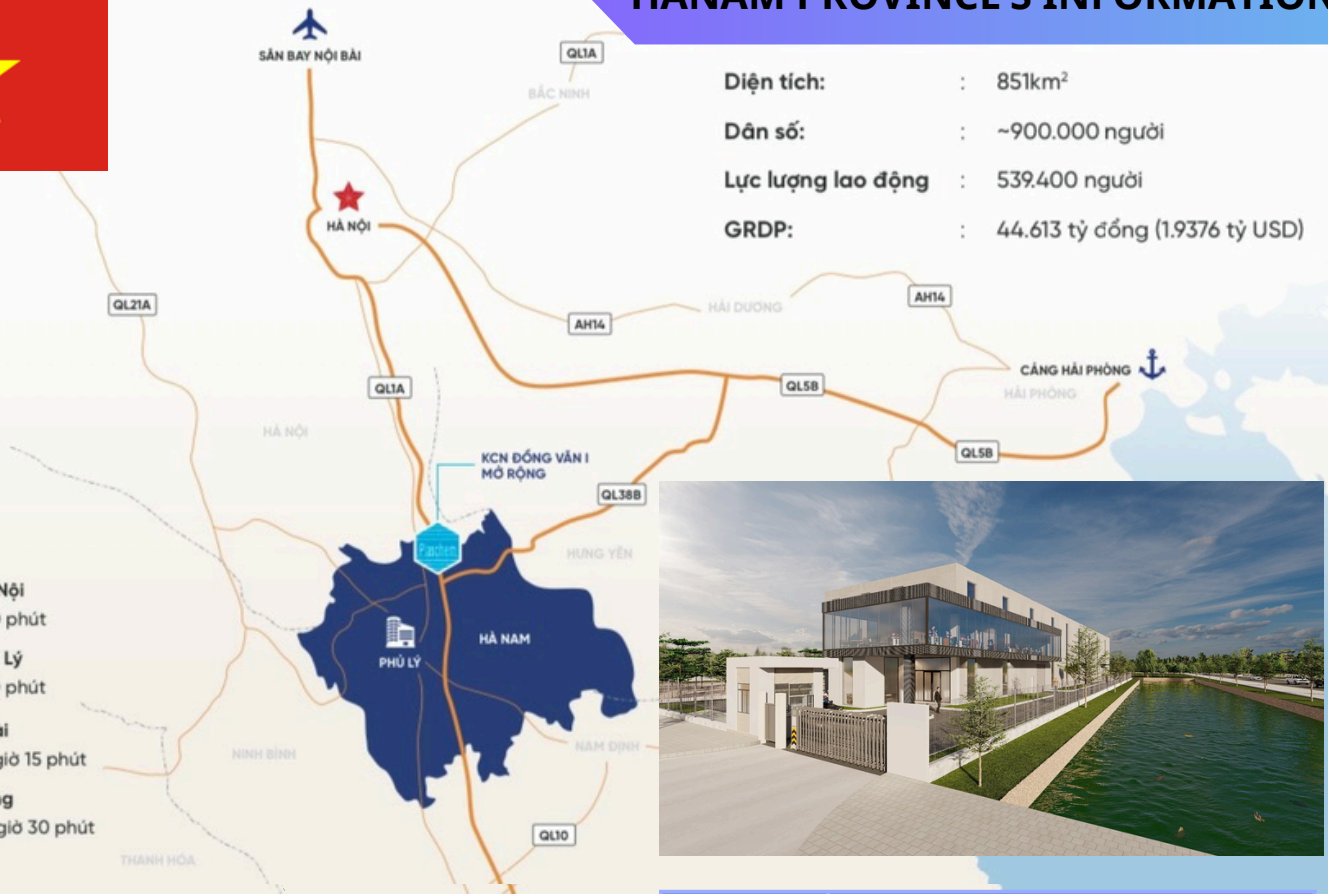 HANAM PROVINCE'S INFORMATION
SÂN BAY NỘI BÀI
QL1A
BẮC NINH
Diện tích: : 851km²
Dân số: : ~900.000 người
Lực lượng lao động : 539.400 người
GRDP: : 44.613 tỷ đồng (1.9376 tỷ USD)
HÀ NỘI
QL21A
AH14
HẢI DƯƠNG
AH14
CẢNG HẢI PHÒNG
HẢI PHÒNG
QL1A
QL5B
HÀ NỘI
QL5B
KCN ĐỒNG VĂN I
MỞ RỘNG
QL38B
Plaschem
HƯNG YÊN
Nội
phút
Lý
phút
giờ 15 phút
giờ 30 phút
HÀ NAM
PHỦ LÝ
NINH BÌNH
NAM ĐỊNH
QL10
THANH HÓA